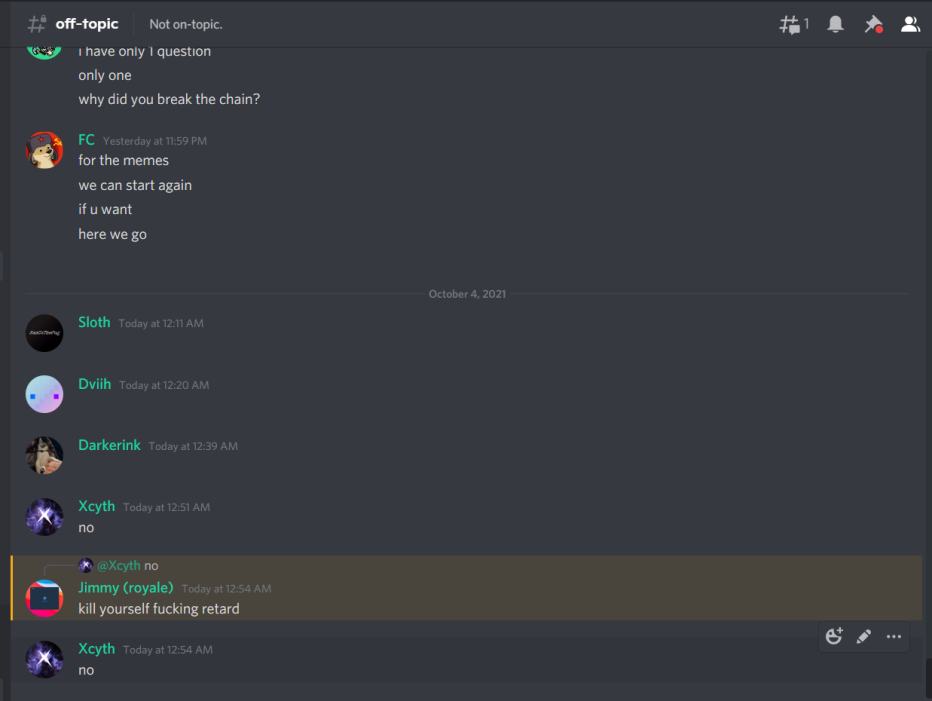 off-topic Not on-topic. 1
I have only 1 question
only one
why did you break the chain?
FC Yesterday at 11:59 PM
for the memes
we can start again
if u want
here we go
October 4, 2021
Sloth Today at 12:11 AM
Dviih Today at 12:20 AM
Darkerink Today at 12:39 AM
Xcyth Today at 12:51 AM
no
@Xcyth no
Jimmy (royale) Today at 12:54 AM
kill yourself fucking retard
Xcyth Today at 12:54 AM
no